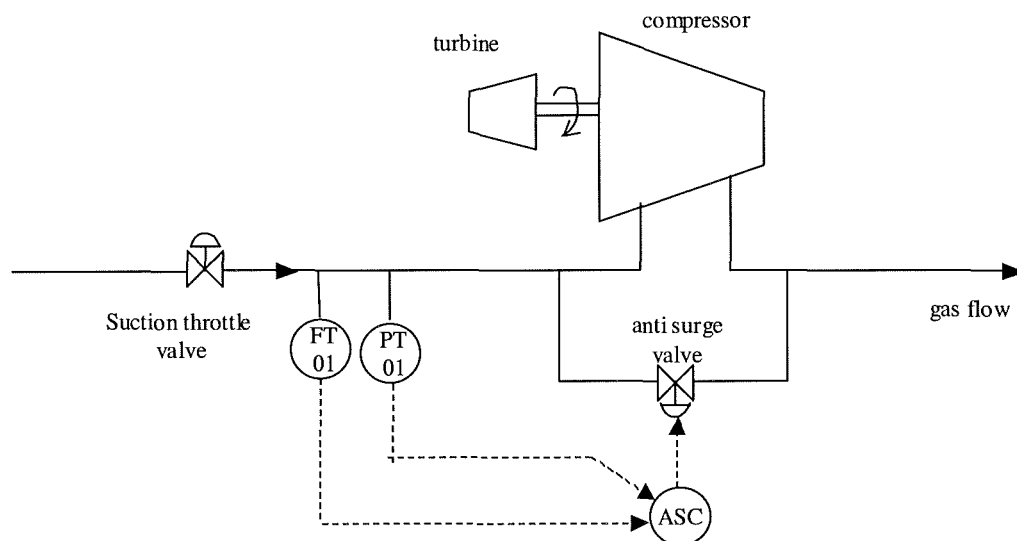 compressor
turbine
Suction throttle
valve
FT
01
PT
01
anti surge
valve
gas flow
ASC